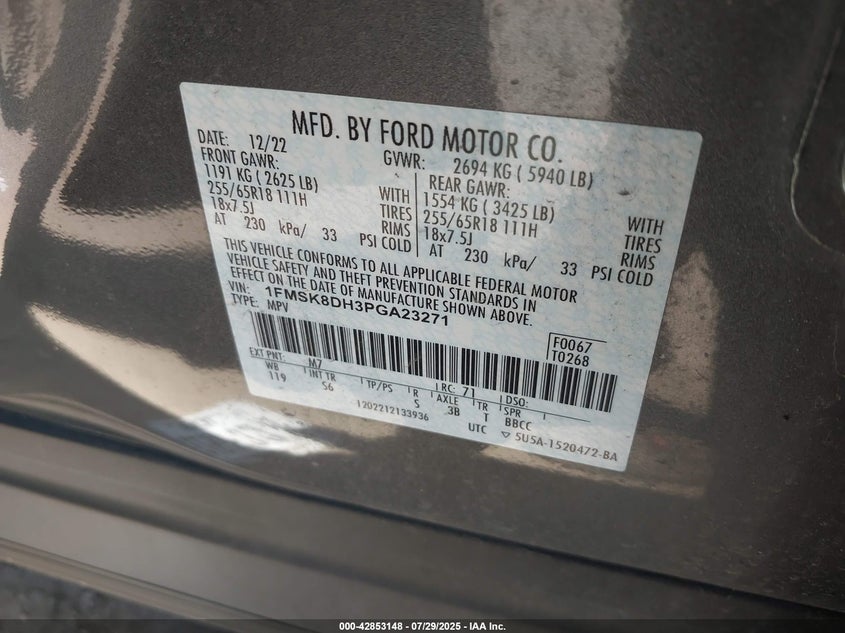 MFD. BY FORD MOTOR CO.
DATE: 12/22 GVWR: 2694 KG ( 5940 LB)
FRONT GAWR: REAR GAWR:
1191 KG ( 2625 LB) WITH 1554 KG ( 3425 LB) WITH
255/65R18 111H TIRES 255/65R18 111H TIRES
18x7.5J RIMS 18x7.5J RIMS
AT 230 kPa/ 33 PSI COLD AT 230 kPa/ 33 PSI COLD
THIS VEHICLE CONFORMS TO ALL APPLICABLE FEDERAL MOTOR
VEHICLE SAFETY AND THEFT PREVENTION STANDARDS IN
EFFECT ON THE DATE OF MANUFACTURE SHOWN ABOVE.
VIN: 1FMSK8DH3PGA23271
TYPE: MPV
F0067
T0268
EXT PNT: M7 RC: 71 DSO:
WB INT TR TP/PS R AXLE TR SPR
119 S6 S 3B T BBCC
1202212133936 UTC ▽ 5U5A-1520472-BA
000-42853148 - 07/29/2025 - IAA Inc.